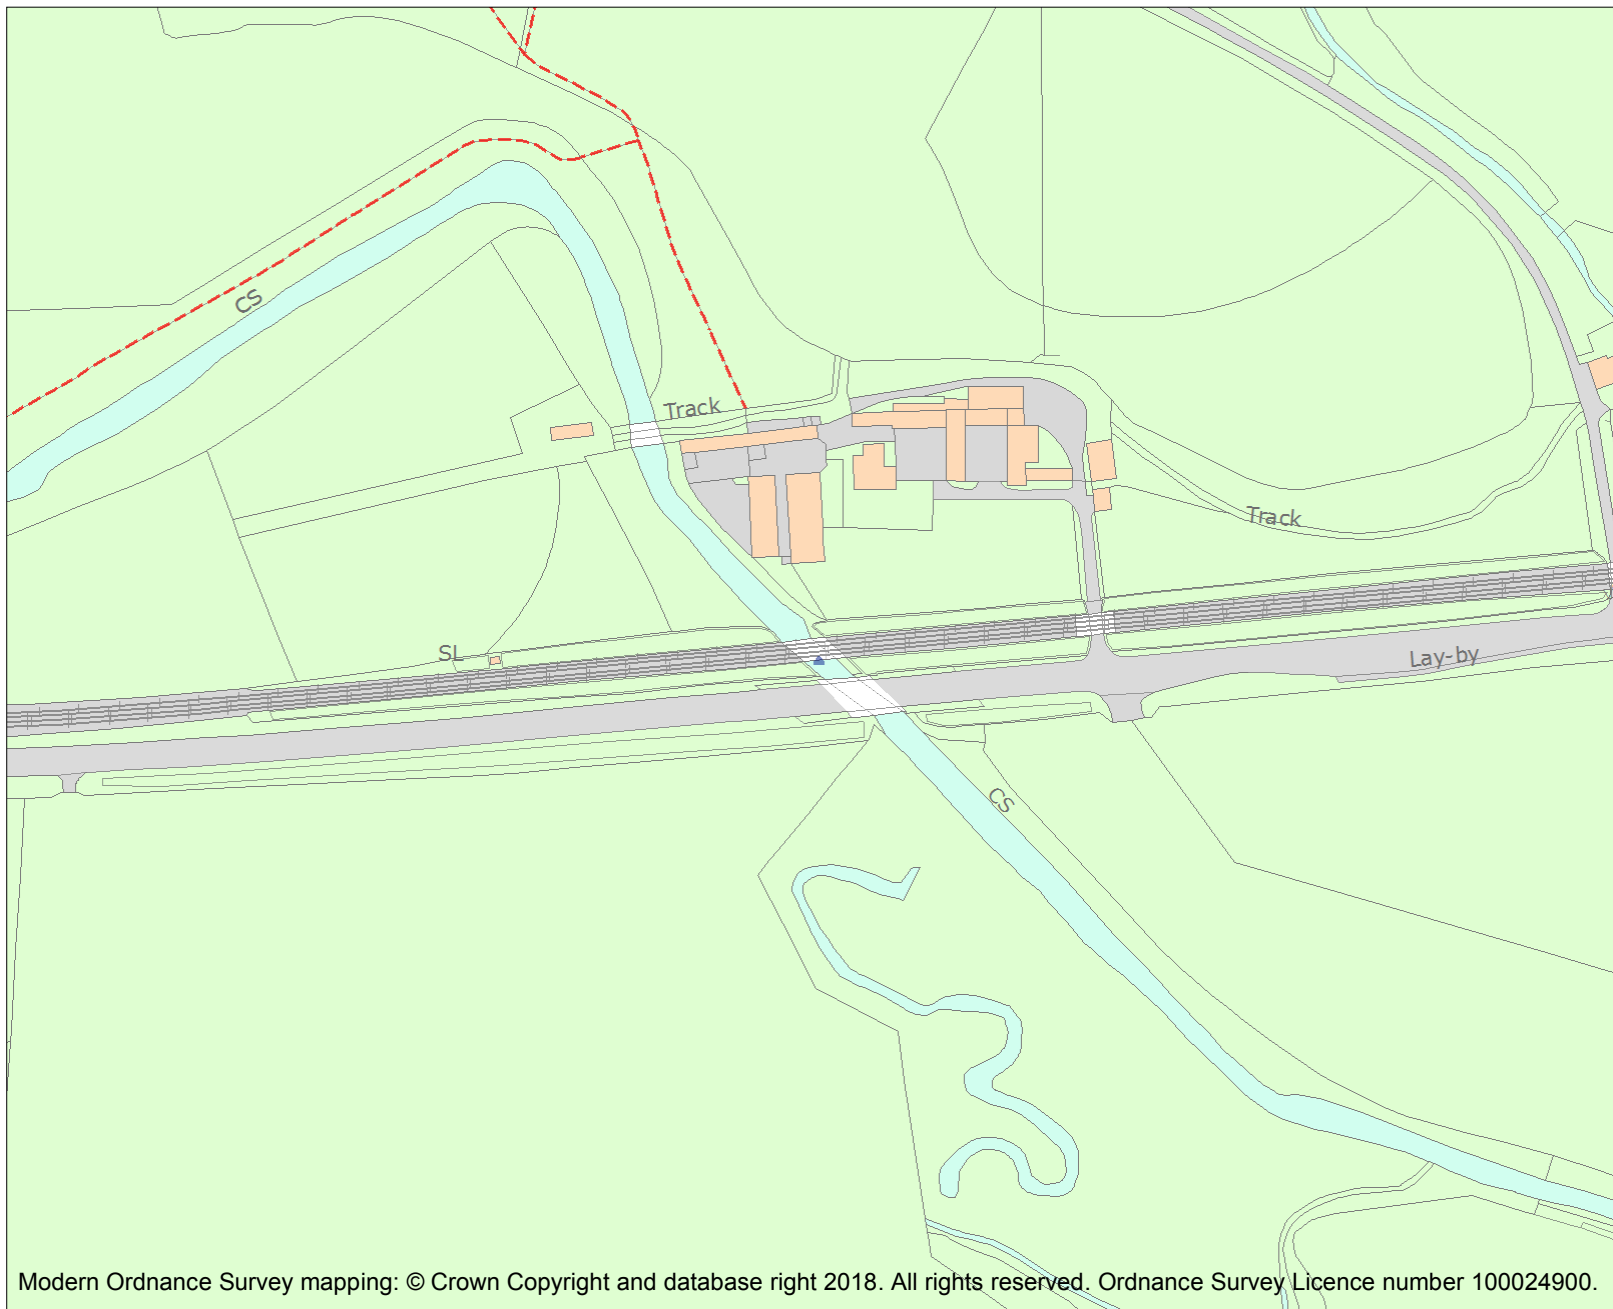 CS
Track
Track
SL
Lay-by
CS
Modern Ordnance Survey mapping: © Crown Copyright and database right 2018. All rights reserved. Ordnance Survey Licence number 100024900.